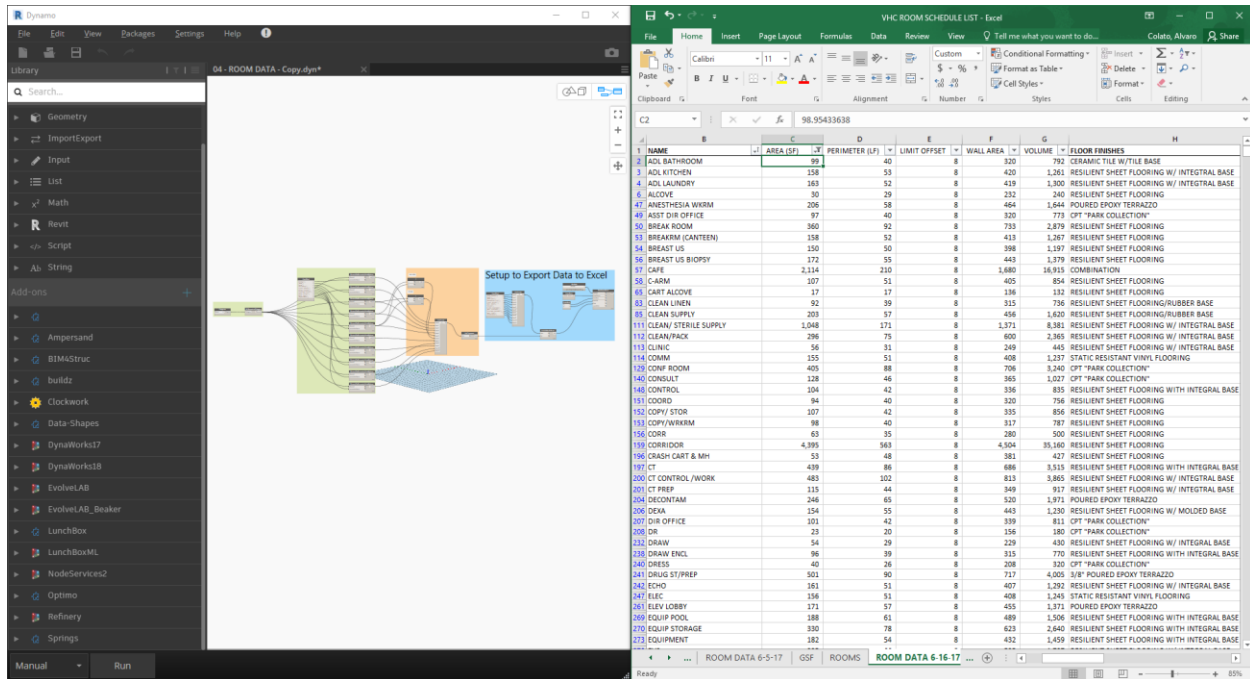 Dynamo
File Edit View Packages Settings Help
Library
04 - ROOM DATA - Copy.dyn*
Search...
Geometry
ImportExport
Input
List
Math
Revit
Script
String
Add-ons
Ampersand
BIM4Struc
buildz
Clockwork
Data-Shapes
DynaWorks17
DynaWorks18
EvolveLAB
EvolveLAB_Beaker
LunchBox
LunchBoxML
NodeServices2
Optimo
Refinery
Springs
Manual Run
Setup to Export Data to Excel
VHC ROOM SCHEDULE LIST - Excel
File Home Insert Page Layout Formulas Data Review View Tell me what you want to do... Colato, Alvaro Share
Paste Calibri 11 Custom Conditional Formatting Insert
B I U $ % Format as Table Delete
Cell Styles Format
Clipboard Font Alignment Number Styles Cells Editing
C2 fx 98.95433638
B C D E F G H
1 NAME AREA (SF) PERIMETER (LF) LIMIT OFFSET WALL AREA VOLUME FLOOR FINISHES
2 ADL BATHROOM 99 40 8 320 792 CERAMIC TILE W/TILE BASE
3 ADL KITCHEN 158 53 8 420 1,261 RESILIENT SHEET FLOORING W/ INTEGTRAL BASE
4 ADL LAUNDRY 163 52 8 419 1,300 RESILIENT SHEET FLOORING W/ INTEGTRAL BASE
6 ALCOVE 30 29 8 232 240 RESILIENT SHEET FLOORING
47 ANESTHESIA WKRM 206 58 8 464 1,644 POURED EPOXY TERRAZZO
49 ASST DIR OFFICE 97 40 8 320 773 CPT "PARK COLLECTION"
50 BREAK ROOM 360 92 8 733 2,879 RESILIENT SHEET FLOORING
53 BREAKRM (CANTEEN) 158 52 8 413 1,267 RESILIENT SHEET FLOORING
54 BREAST US 150 50 8 398 1,197 RESILIENT SHEET FLOORING
56 BREAST US BIOPSY 172 55 8 443 1,379 RESILIENT SHEET FLOORING
57 CAFE 2,114 210 8 1,680 16,915 COMBINATION
58 C-ARM 107 51 8 405 854 RESILIENT SHEET FLOORING
65 CART ALCOVE 17 17 8 136 132 RESILIENT SHEET FLOORING
83 CLEAN LINEN 92 39 8 315 736 RESILIENT SHEET FLOORING/RUBBER BASE
85 CLEAN SUPPLY 203 57 8 456 1,620 RESILIENT SHEET FLOORING/RUBBER BASE
111 CLEAN/ STERILE SUPPLY 1,048 171 8 1,371 8,381 RESILIENT SHEET FLOORING W/ INTEGTRAL BASE
112 CLEAN/PACK 296 75 8 600 2,365 RESILIENT SHEET FLOORING W/ INTEGRAL BASE
113 CLINIC 56 31 8 249 445 RESILIENT SHEET FLOORING W/ INTEGRAL BASE
114 COMM 155 51 8 408 1,237 STATIC RESISTANT VINYL FLOORING
129 CONF ROOM 405 88 8 706 3,240 CPT "PARK COLLECTION"
140 CONSULT 128 46 8 365 1,027 CPT "PARK COLLECTION"
148 CONTROL 104 42 8 336 835 RESILIENT SHEET FLOORING WITH INTEGRAL BASE
151 COORD 94 40 8 320 756 RESILIENT SHEET FLOORING
152 COPY/ STOR 107 42 8 335 856 RESILIENT SHEET FLOORING
153 COPY/WRKRM 98 40 8 317 787 RESILIENT SHEET FLOORING
156 CORR 63 35 8 280 500 RESILIENT SHEET FLOORING
159 CORRIDOR 4,395 563 8 4,504 35,160 RESILIENT SHEET FLOORING
196 CRASH CART & MH 53 48 8 381 427 RESILIENT SHEET FLOORING
197 CT 439 86 8 686 3,515 RESILIENT SHEET FLOORING WITH INTEGRAL BASE
200 CT CONTROL /WORK 483 102 8 813 3,865 RESILIENT SHEET FLOORING W/ INTEGTRAL BASE
201 CT PREP 115 44 8 349 917 RESILIENT SHEET FLOORING W/ INTEGTRAL BASE
204 DECONTAM 246 65 8 520 1,971 POURED EPOXY TERRAZZO
206 DEXA 154 55 8 443 1,230 RESILIENT SHEET FLOORING W/ MOLDED BASE
207 DIR OFFICE 101 42 8 339 811 CPT "PARK COLLECTION"
208 DR 23 20 8 156 180 CPT "PARK COLLECTION"
232 DRAW 54 29 8 229 430 RESILIENT SHEET FLOORING W/ INTEGRAL BASE
238 DRAW ENCL 96 39 8 315 770 RESILIENT SHEET FLOORING WITH INTEGRAL BASE
240 DRESS 40 26 8 208 320 CPT "PARK COLLECTION"
241 DRUG ST/PREP 501 90 8 717 4,005 3/8" POURED EPOXY TERRAZZO
242 ECHO 161 51 8 407 1,292 RESILIENT SHEET FLOORING W/ INTEGRAL BASE
247 ELEC 156 51 8 408 1,245 STATIC RESISTANT VINYL FLOORING
261 ELEV LOBBY 171 57 8 455 1,371 POURED EPOXY TERRAZZO
269 EQUIP POOL 188 61 8 489 1,506 RESILIENT SHEET FLOORING WITH INTEGRAL BASE
270 EQUIP STORAGE 330 78 8 623 2,640 RESILIENT SHEET FLOORING WITH INTEGRAL BASE
273 EQUIPMENT 182 54 8 432 1,459 RESILIENT SHEET FLOORING W/ INTEGTRAL BASE
... ROOM DATA 6-5-17 GSF ROOMS ROOM DATA 6-16-17 ...
Ready 85%